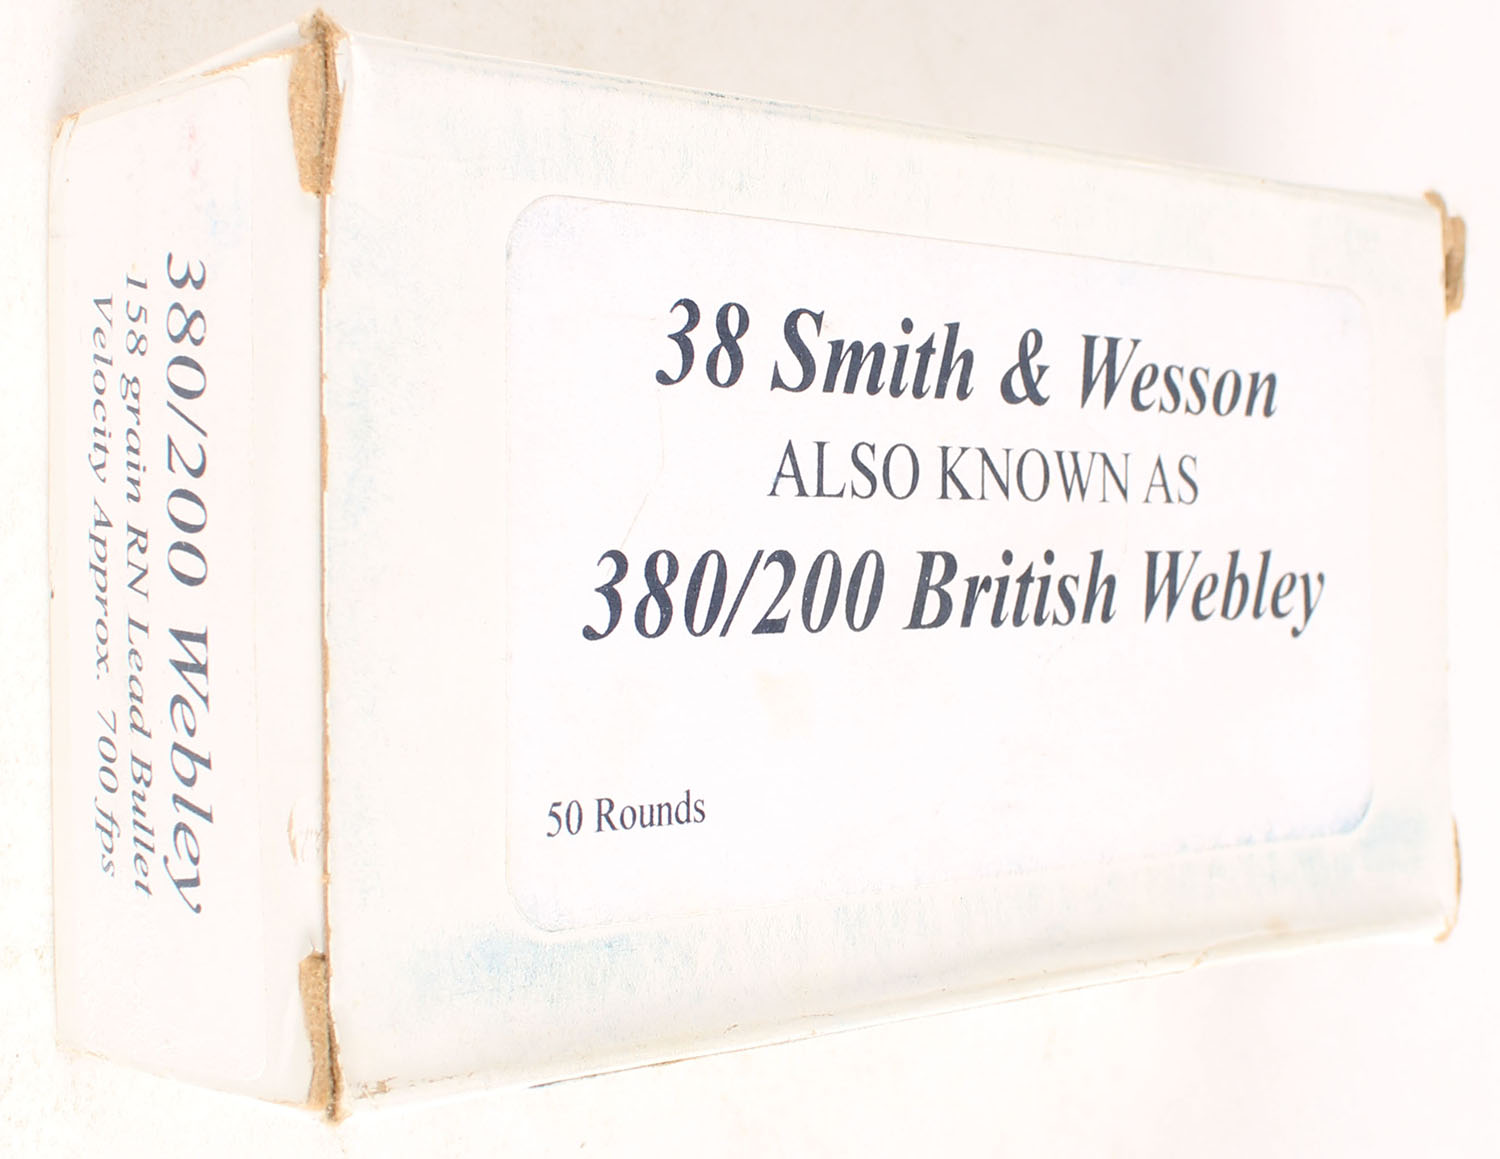 38 Smith & Wesson
ALSO KNOWN AS
380/200 British Webley
50 Rounds
380/200 Webley
158 grain RN Lead Bullet
Velocity Approx. 700 fps